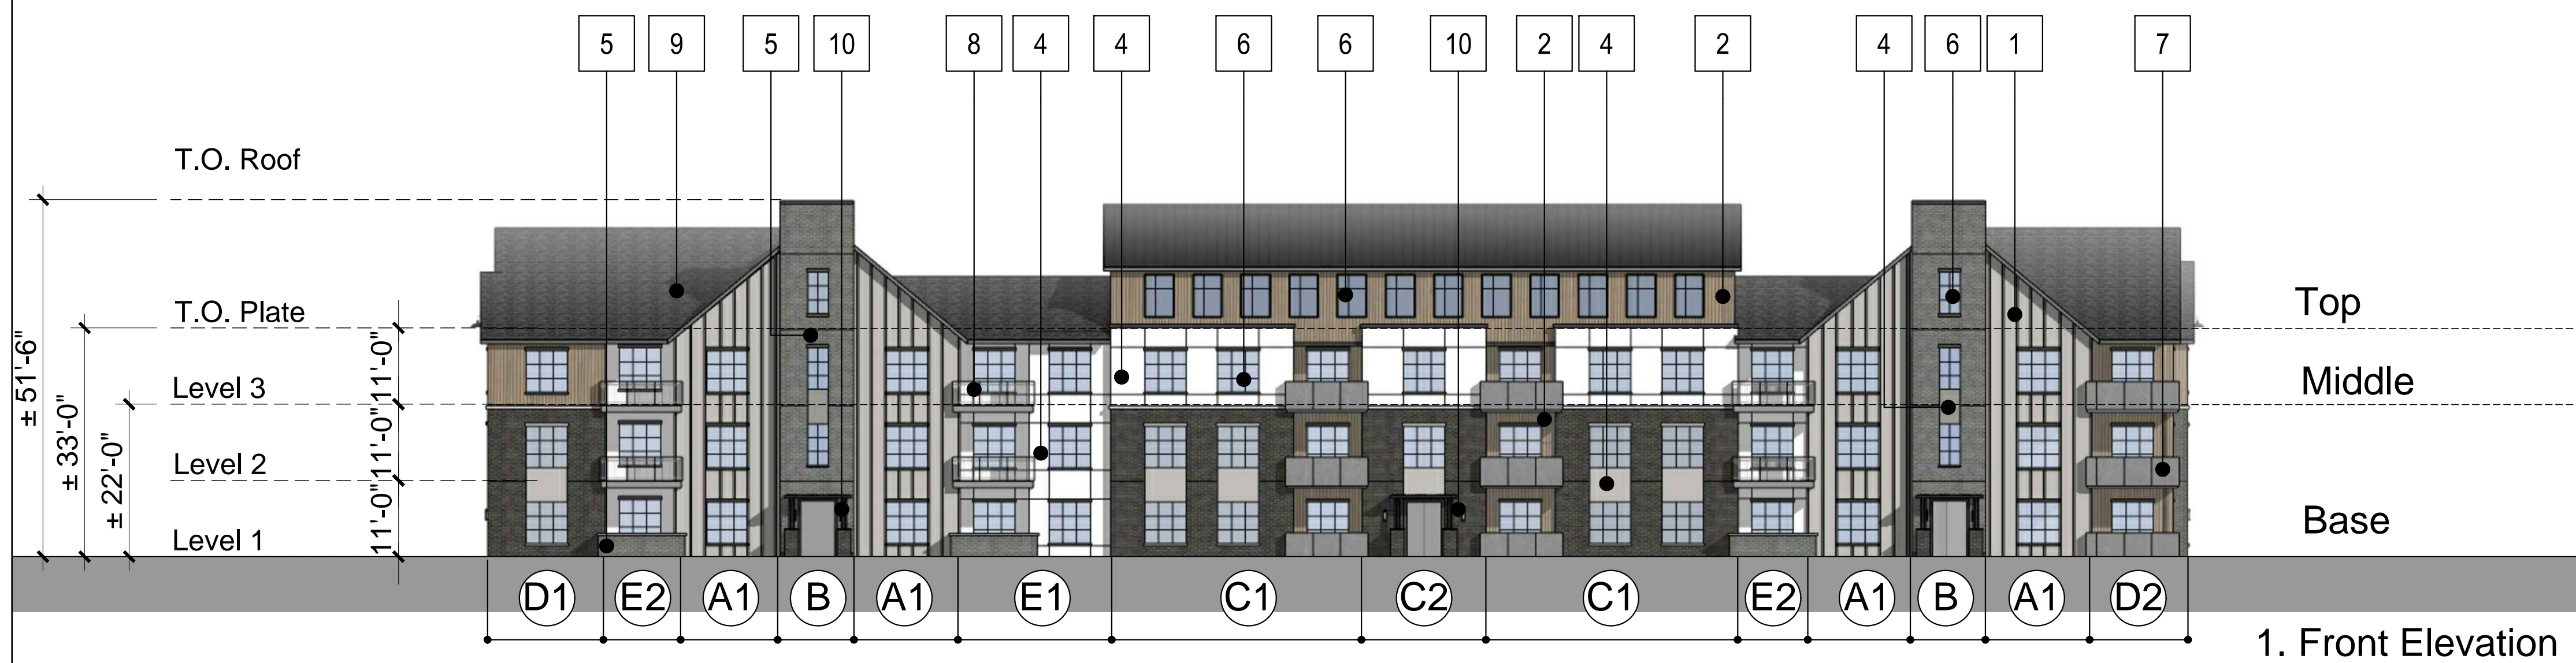 5 9 5 10 8 4 4 6 6 10 2 4 2 4 6 1 7
T.O. Roof
T.O. Plate
Top
Level 3
Middle
Level 2
Level 1
Base
± 51'-6"
± 33'-0"
± 22'-0"
11'-0"
11'-0"
11'-0"
D1 E2 A1 B A1 E1 C1 C2 C1 E2 A1 B A1 D2
1. Front Elevation